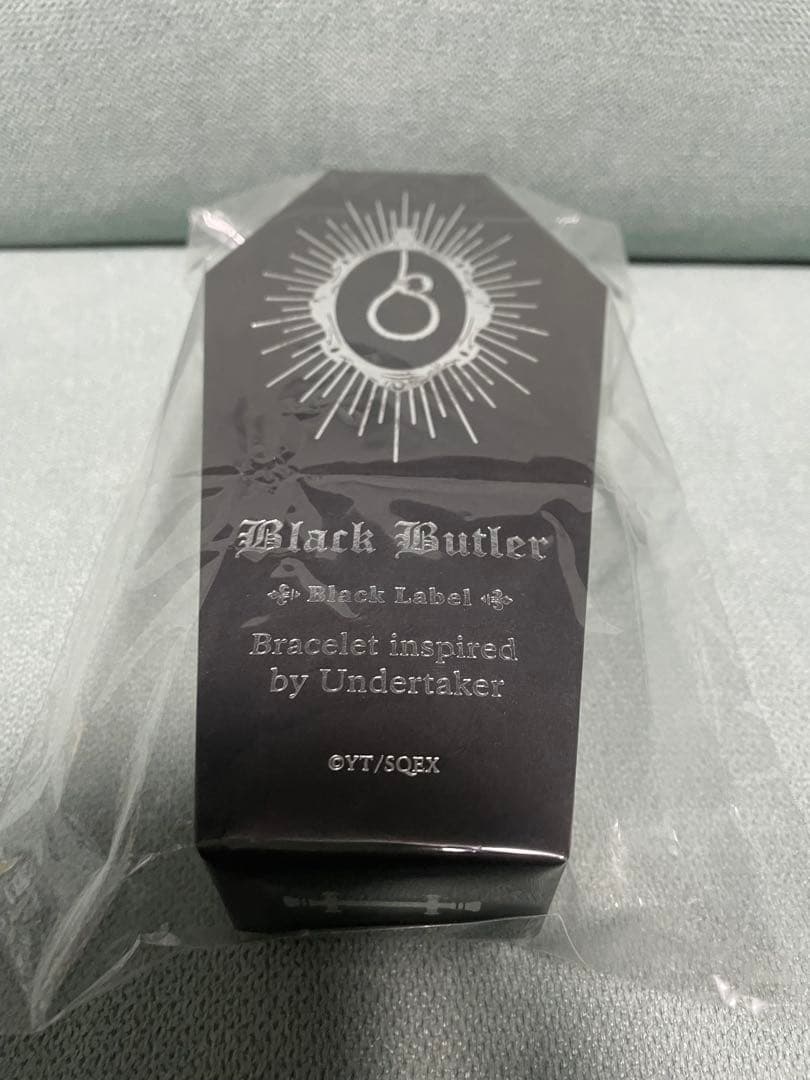 Black Butler
Black Label
Bracelet inspired
by Undertaker
©YT/SQEX